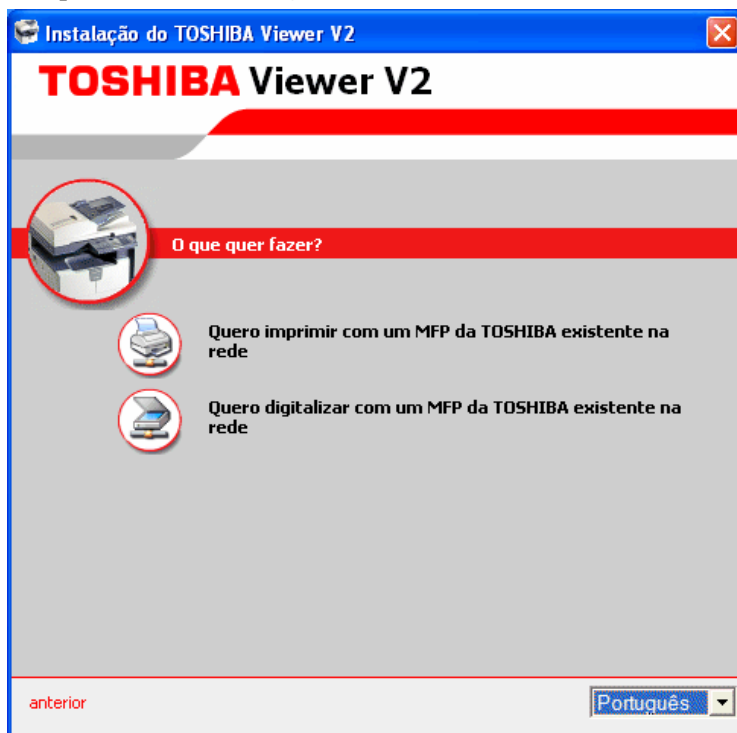 Instalação do TOSHIBA Viewer V2
TOSHIBA Viewer V2
O que quer fazer?
Quero imprimir com um MFP da TOSHIBA existente na
rede
Quero digitalizar com um MFP da TOSHIBA existente na
rede
anterior
Português